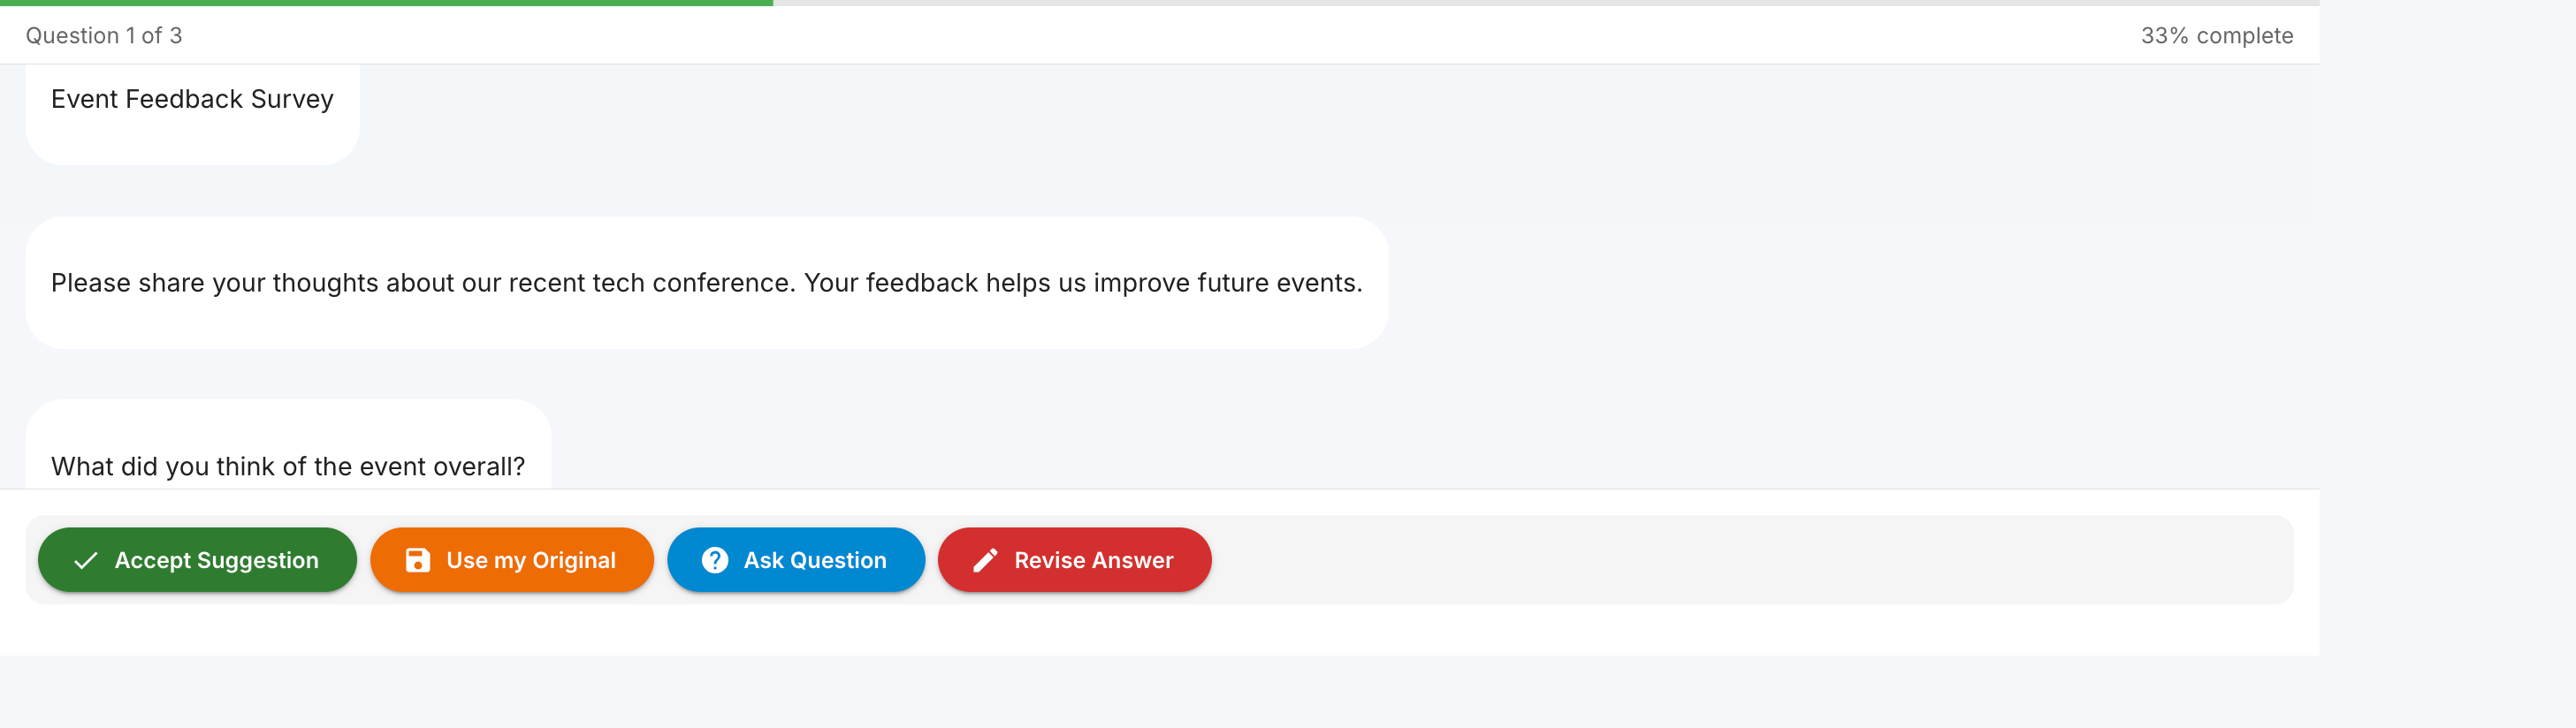 Question 1 of 3
33% complete
Event Feedback Survey
Please share your thoughts about our recent tech conference. Your feedback helps us improve future events.
What did you think of the event overall?
Accept Suggestion
Use my Original
Ask Question
Revise Answer